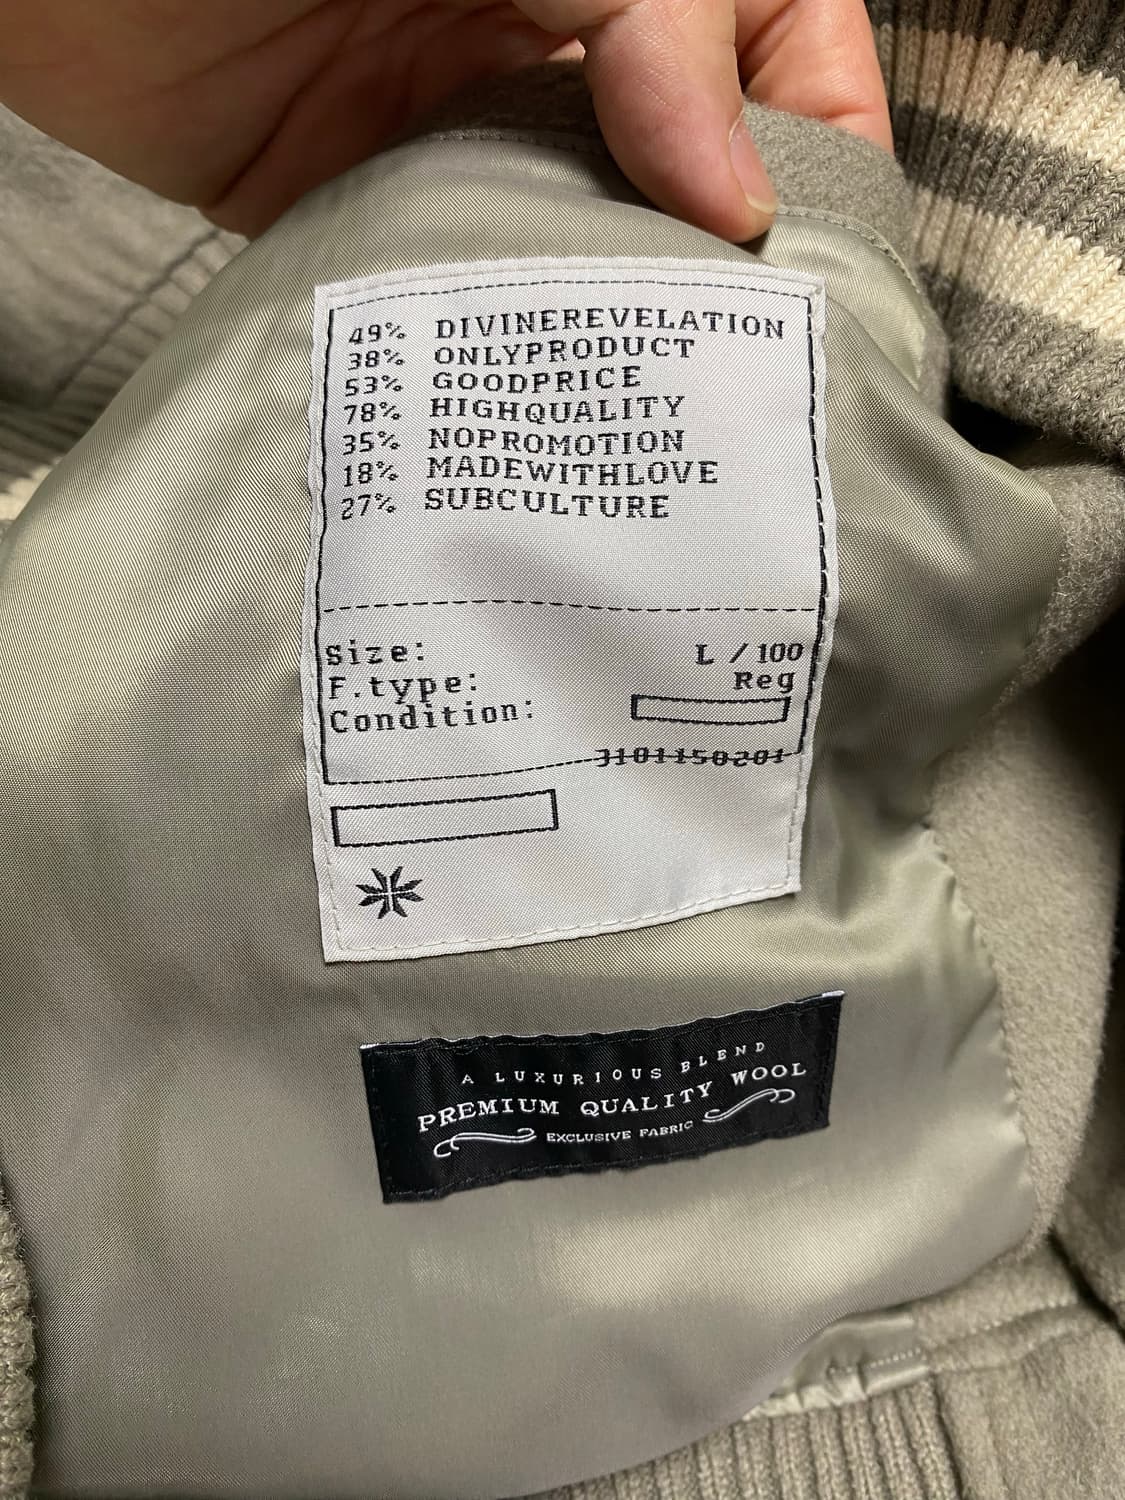 49% DIVINEREVELATION
38% ONLYPRODUCT
53% GOODPRICE
78% HIGHQUALITY
35% NOPROMOTION
18% MADEWITHLOVE
27% SUBCULTURE
Size: L / 100
F.type: Reg
Condition:
3101150201
A LUXURIOUS BLEND
PREMIUM QUALITY WOOL
EXCLUSIVE FABRIC